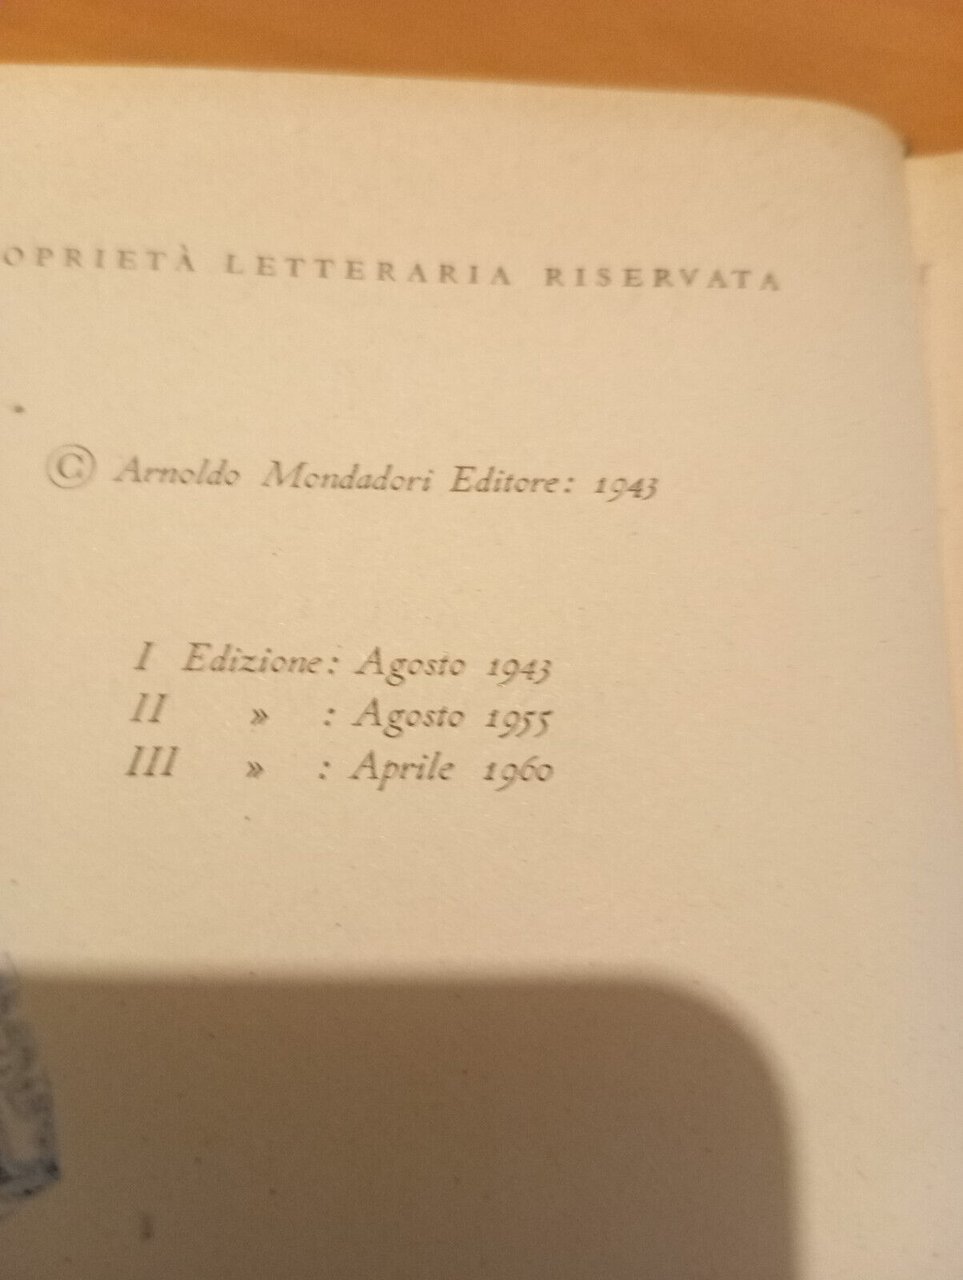 OPRIETÀ LETTERARIA RISERVATA
© Arnoldo Mondadori Editore: 1943
I Edizione: Agosto 1943
II » : Agosto 1955
III » : Aprile 1960